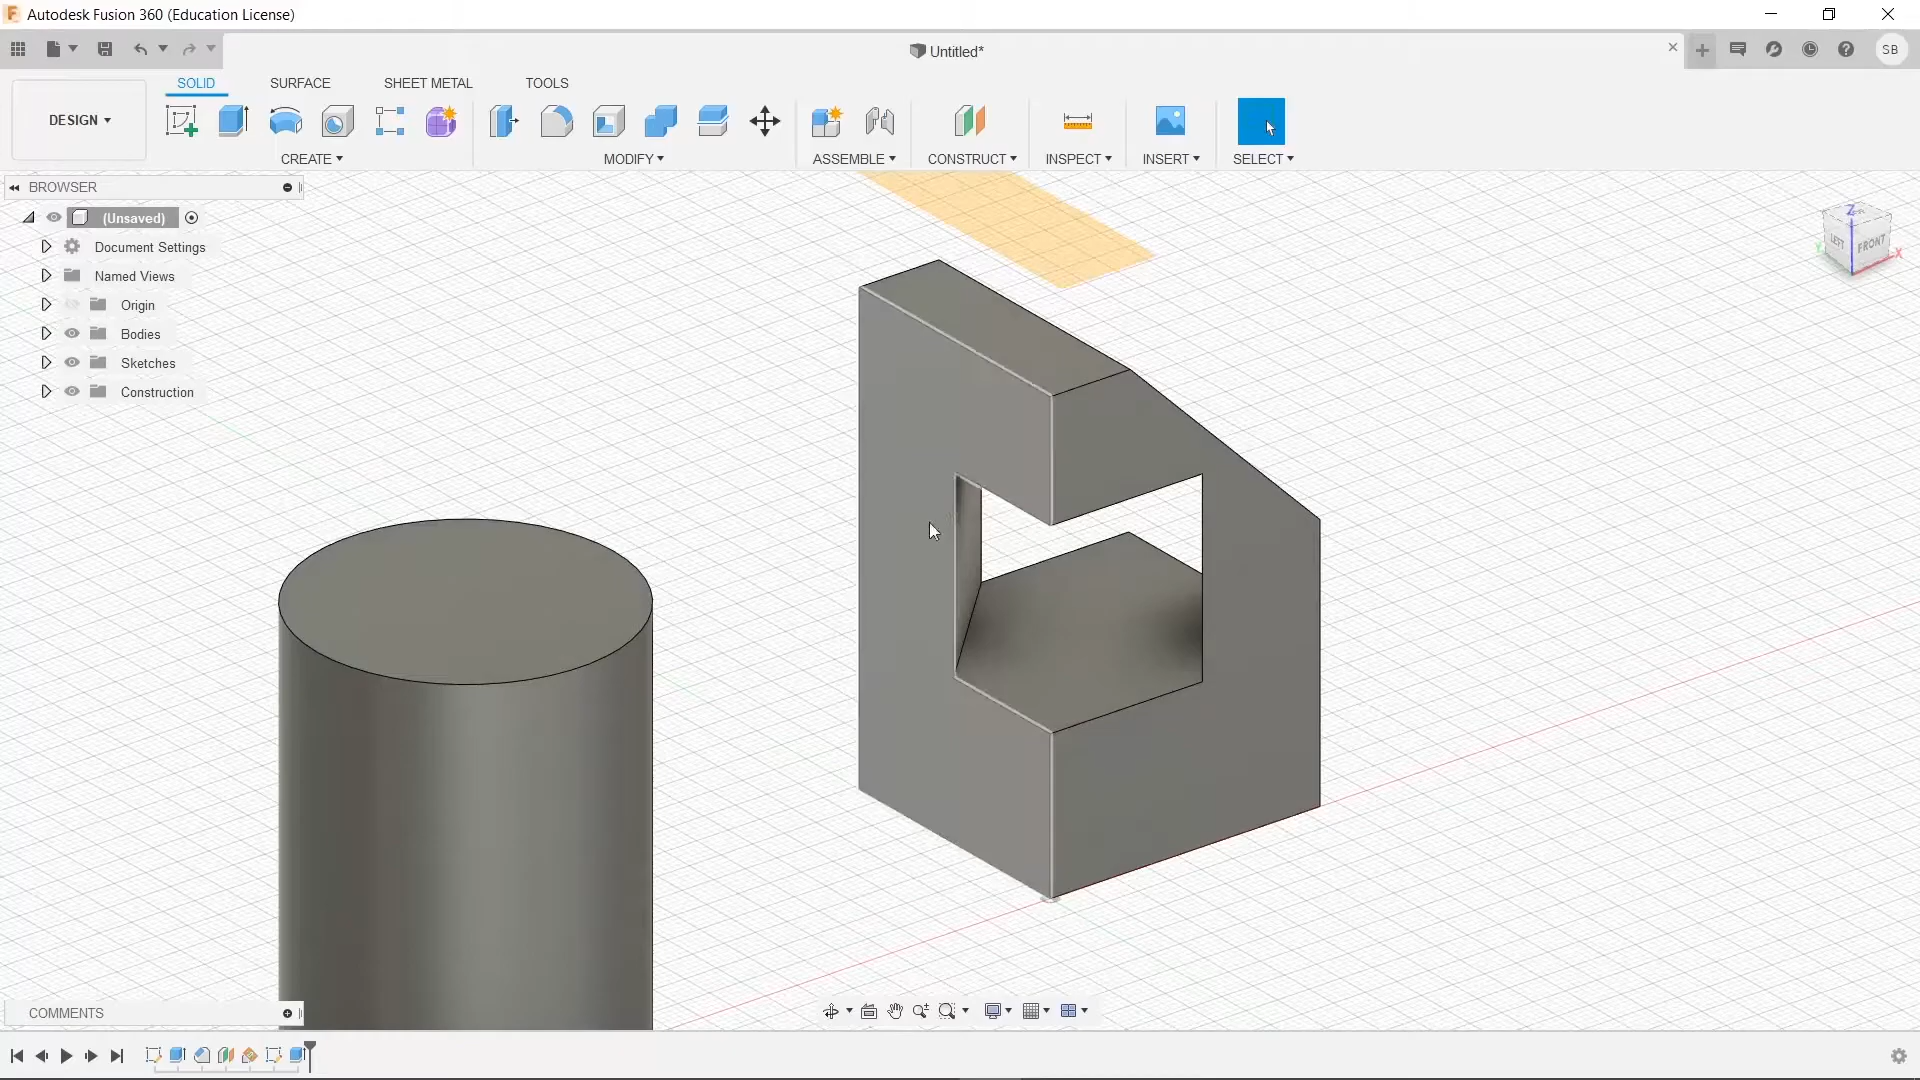 Autodesk Fusion 360 (Education License)
Untitled*
SB
SOLID SURFACE SHEET METAL TOOLS
DESIGN
CREATE MODIFY ASSEMBLE CONSTRUCT INSPECT INSERT SELECT
BROWSER
(Unsaved)
Document Settings
Named Views
Origin
Bodies
Sketches
Construction
Z
LEFT FRONT
X
Y
COMMENTS